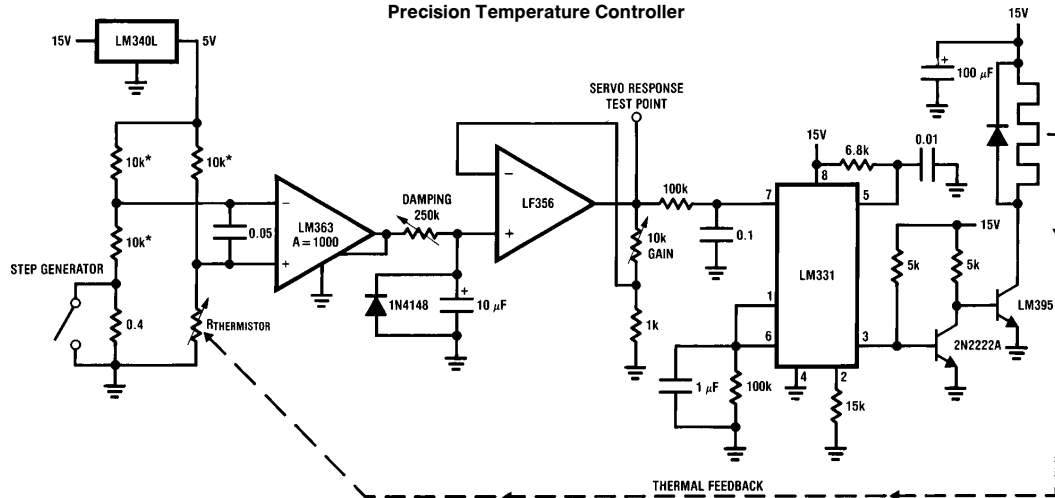 Precision Temperature Controller
15V
LM340L
5V
10k*
10k*
10k*
0.05
STEP GENERATOR
0.4
RTHERMISTOR
−
+
LM363
A = 1000
DAMPING
250k
1N4148
+
10 µF
−
+
LF356
SERVO RESPONSE
TEST POINT
100k
10k
GAIN
1k
0.1
15V
6.8k
0.01
7
8
5
LM331
1
6
3
4
2
1 µF
100k
15k
5k
15V
5k
2N2222A
LM395
15V
+
100 µF
THERMAL FEEDBACK